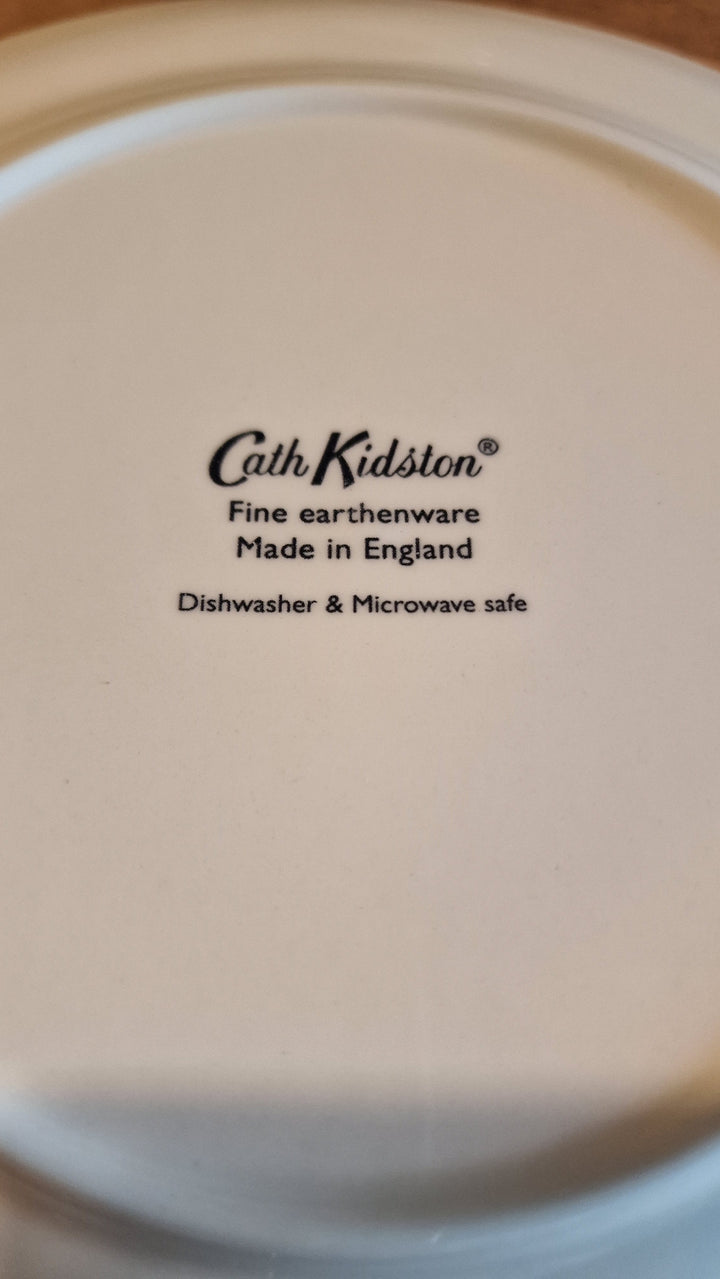 Cath Kidston®
Fine earthenware
Made in England
Dishwasher & Microwave safe